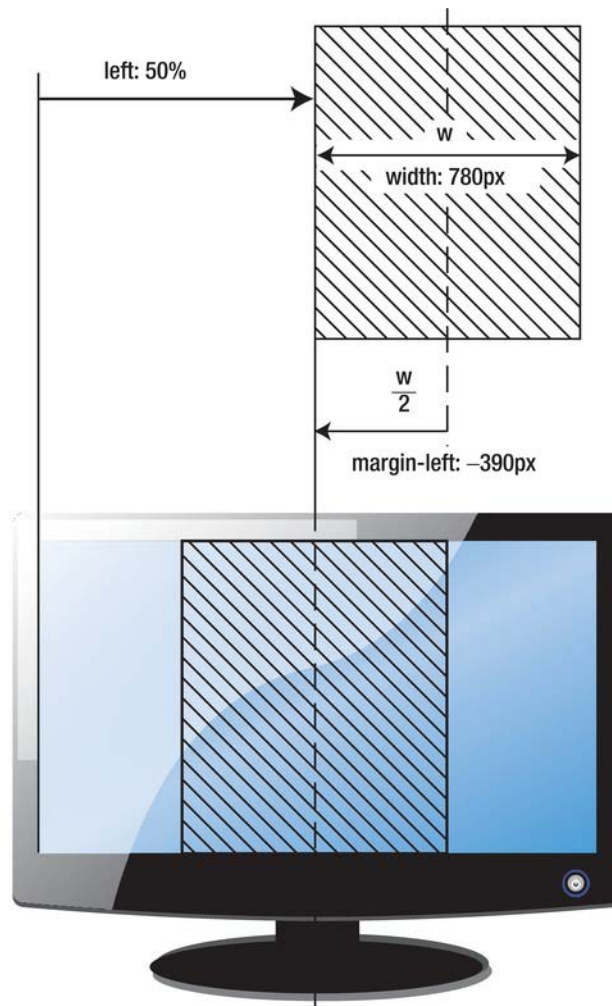 left: 50%
w
width: 780px
w
2
margin-left: –390px